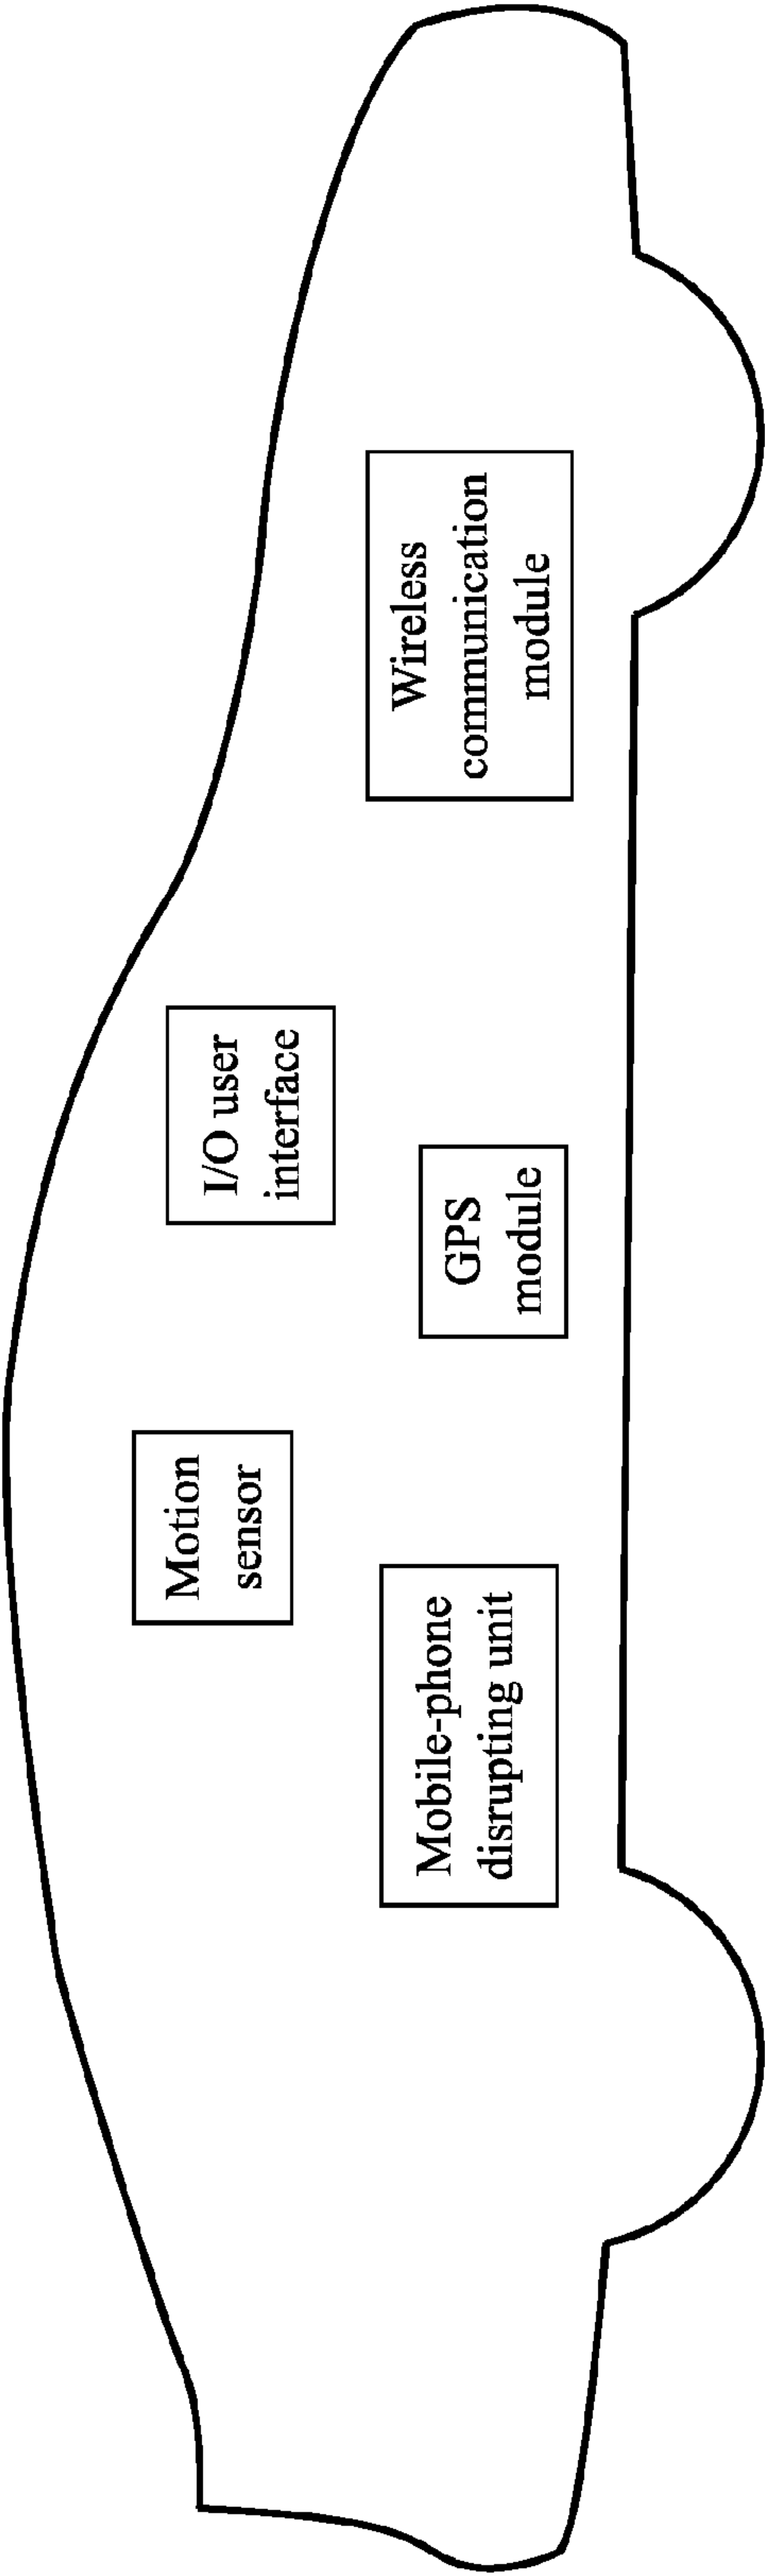 Motion
sensor
I/O user
interface
Mobile-phone
disrupting unit
GPS
module
Wireless
communication
module